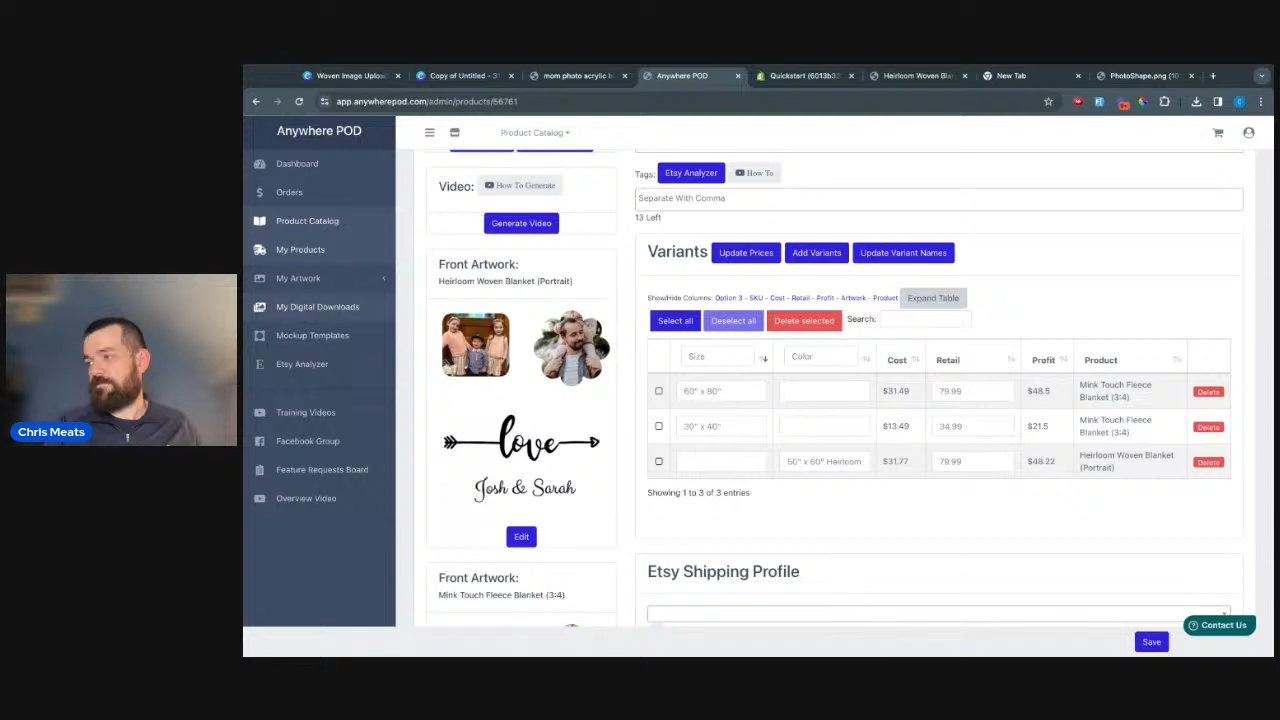 Woven Image Upload
Copy of Untitled - 3
mom photo acrylic b
Anywhere POD
Quickstart (6013b33
Heirloom Woven Bla
New Tab
PhotoShape.png (10
app.anywherepod.com/admin/products/56761
Anywhere POD
Product Catalog
Dashboard
Orders
Product Catalog
My Products
My Artwork
My Digital Downloads
Mockup Templates
Etsy Analyzer
Training Videos
Facebook Group
Feature Requests Board
Overview Video
Video:
How To Generate
Generate Video
Front Artwork:
Heirloom Woven Blanket (Portrait)
love
Josh & Sarah
Edit
Front Artwork:
Mink Touch Fleece Blanket (3:4)
Tags:
Etsy Analyzer
How To
Separate With Comma
13 Left
Variants
Update Prices
Add Variants
Update Variant Names
Show/Hide Columns: Option 3 - SKU - Cost - Retail - Profit - Artwork - Product
Expand Table
Select all
Deselect all
Delete selected
Search:
Size Color Cost Retail Profit Product
60" x 80" $31.49 79.99 $48.5 Mink Touch Fleece
Blanket (3:4)
Delete
30" x 40" $13.49 34.99 $21.5 Mink Touch Fleece
Blanket (3:4)
Delete
50" x 60" Heirloom $31.77 79.99 $48.22 Heirloom Woven Blanket
(Portrait)
Delete
Showing 1 to 3 of 3 entries
Etsy Shipping Profile
Contact Us
Save
Chris Meats